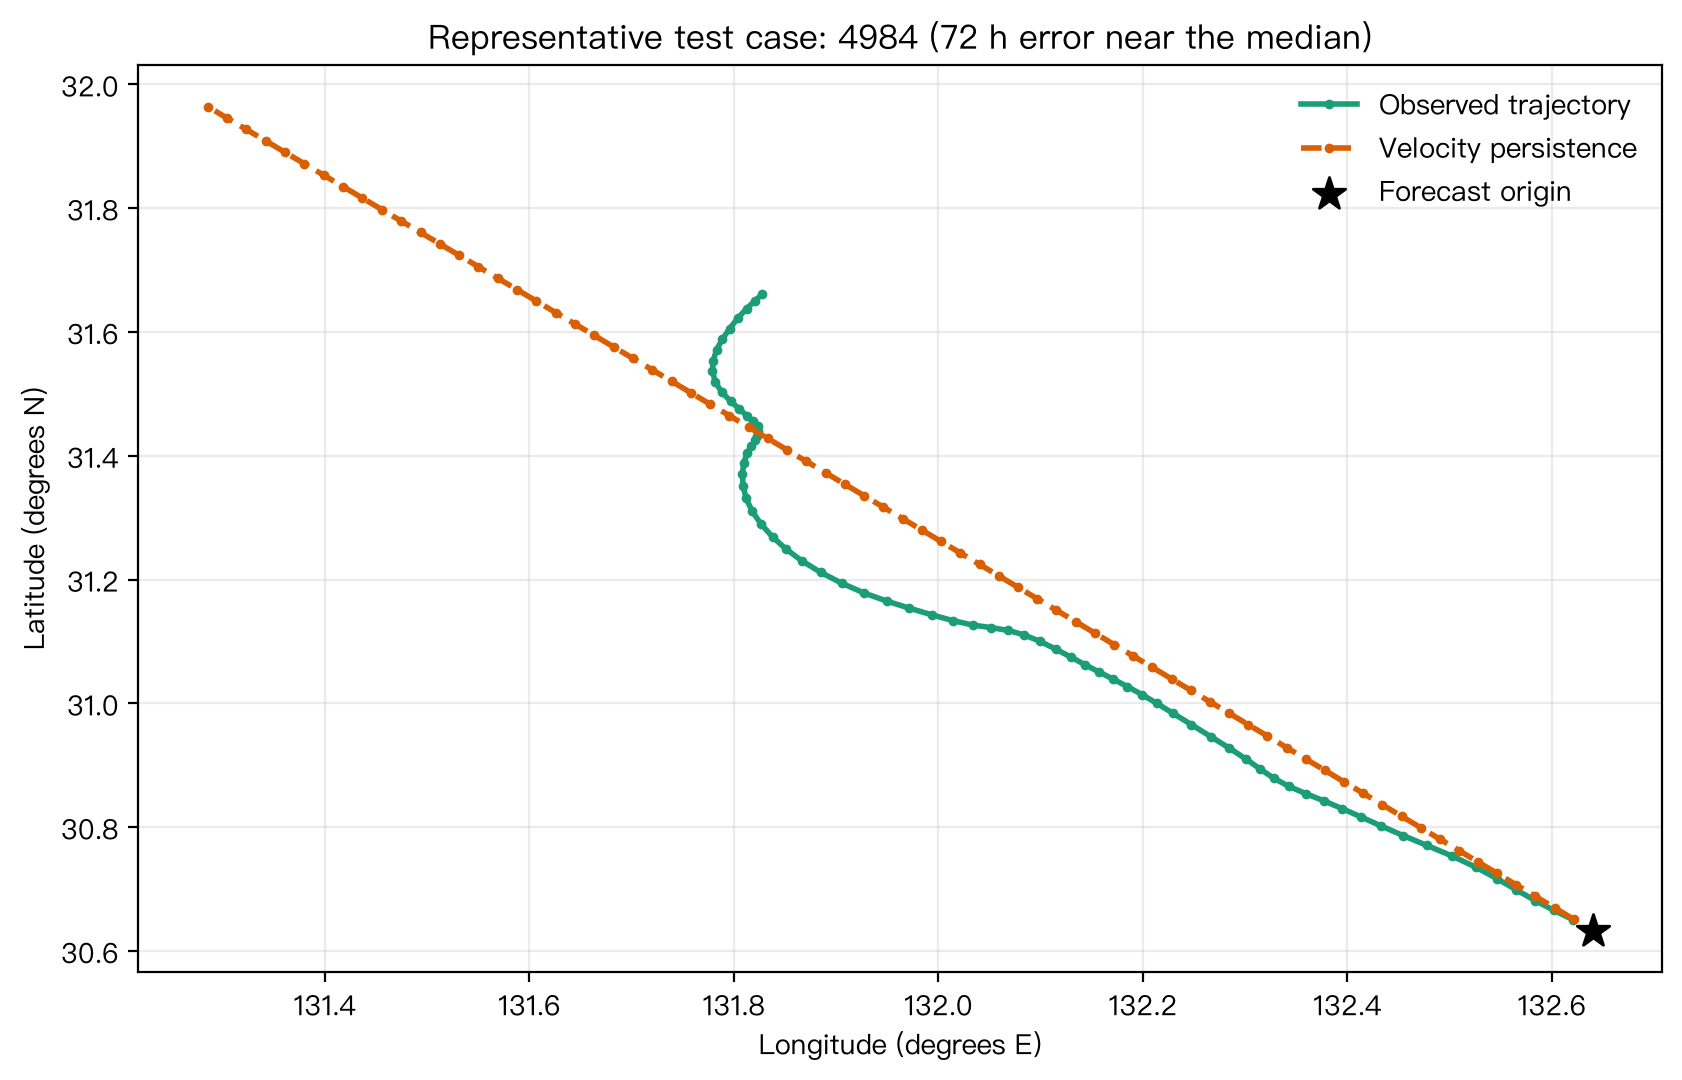 Representative test case: 4984 (72 h error near the median)
Observed trajectory
Velocity persistence
Forecast origin
Latitude (degrees N)
32.0
31.8
31.6
31.4
31.2
31.0
30.8
30.6
131.4 131.6 131.8 132.0 132.2 132.4 132.6
Longitude (degrees E)